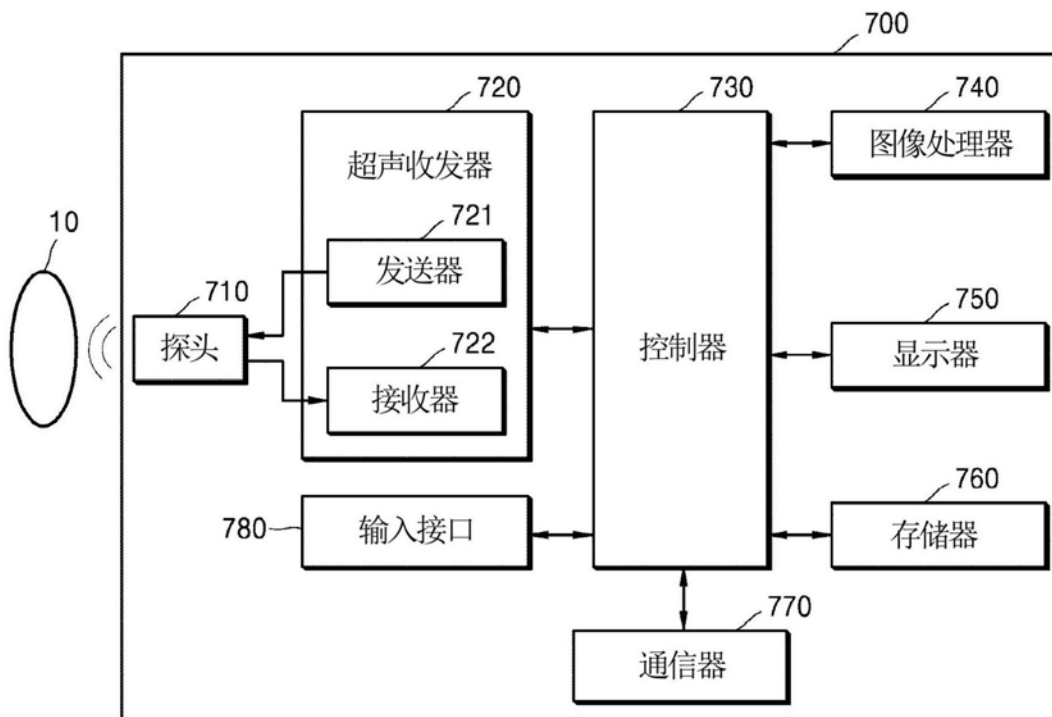 700
720
730
740
超声收发器
图像处理器
10
721
发送器
710
探头
722
接收器
控制器
750
显示器
780
输入接口
760
存储器
770
通信器